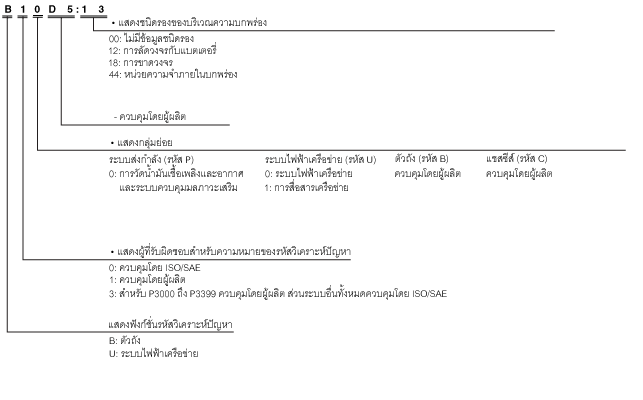 B 1 0 D 5:1 3
• แสดงชนิดรองของบริเวณความบกพร่อง
00: ไม่มีข้อมูลชนิดรอง
12: การลัดวงจรกับแบตเตอรี่
18: การขาดวงจร
44: หน่วยความจำภายในบกพร่อง
- ควบคุมโดยผู้ผลิต
• แสดงกลุ่มย่อย
ระบบส่งกำลัง (รหัส P) ระบบไฟฟ้าเครือข่าย (รหัส U) ตัวถัง (รหัส B) แชสซีส์ (รหัส C)
0: การวัดน้ำมันเชื้อเพลิงและอากาศ 0: ระบบไฟฟ้าเครือข่าย ควบคุมโดยผู้ผลิต ควบคุมโดยผู้ผลิต
และระบบควบคุมมลภาวะเสริม 1: การสื่อสารเครือข่าย
• แสดงผู้ที่รับผิดชอบสำหรับความหมายของรหัสวิเคราะห์ปัญหา
0: ควบคุมโดย ISO/SAE
1: ควบคุมโดยผู้ผลิต
3: สำหรับ P3000 ถึง P3399 ควบคุมโดยผู้ผลิต ส่วนระบบอื่นทั้งหมดควบคุมโดย ISO/SAE
แสดงฟังก์ชั่นรหัสวิเคราะห์ปัญหา
B: ตัวถัง
U: ระบบไฟฟ้าเครือข่าย